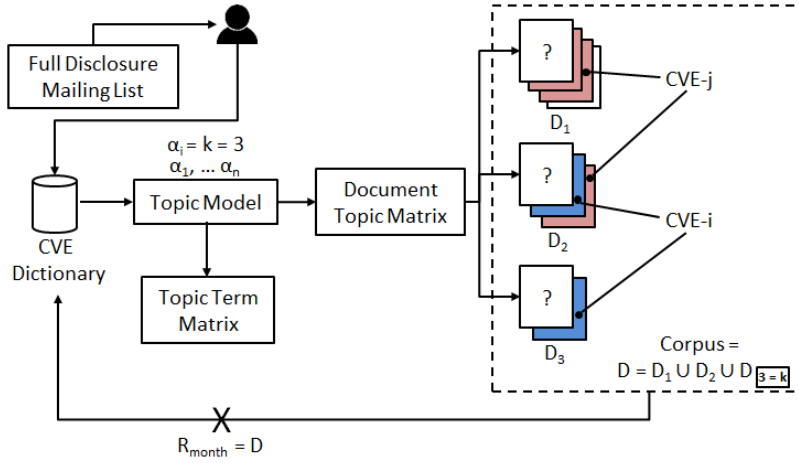 Full Disclosure
Mailing List
αi = k = 3
α1, ... αn
CVE
Dictionary
Topic Model
Topic Term
Matrix
Document
Topic Matrix
?
D1
?
D2
?
D3
CVE-j
CVE-i
Corpus =
D = D1 ∪ D2 ∪ D 3 = k
X
Rmonth = D